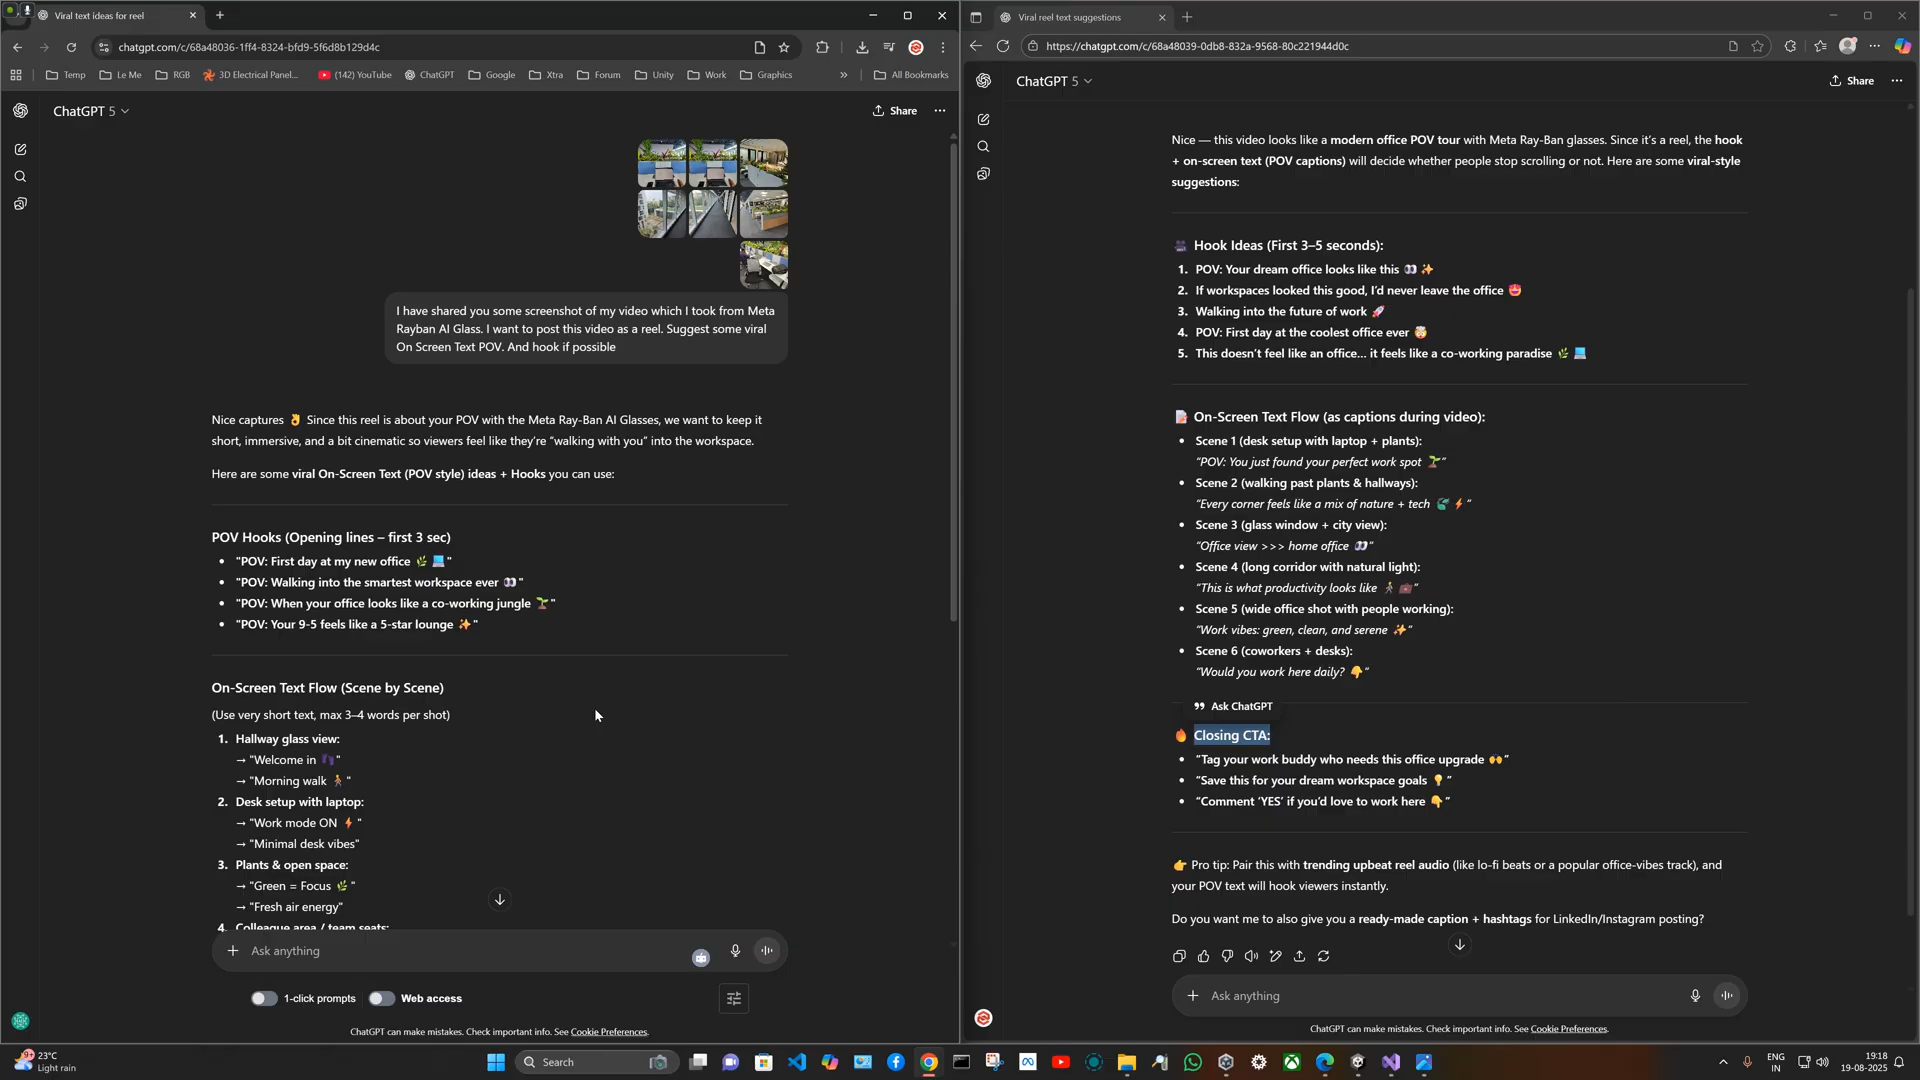 Viral text ideas for reel
chatgpt.com/c/68a48036-1ff4-8324-bfd9-5f6d8b129d4c
Temp
Le Me
RGB
3D Electrical Panel...
(142) YouTube
ChatGPT
Google
Xtra
Forum
Unity
Work
Graphics
»
All Bookmarks
ChatGPT 5
Share
I have shared you some screenshot of my video which I took from Meta
Rayban AI Glass. I want to post this video as a reel. Suggest some viral
On Screen Text POV. And hook if possible
Nice captures 👌 Since this reel is about your POV with the Meta Ray-Ban AI Glasses, we want to keep it
short, immersive, and a bit cinematic so viewers feel like they're “walking with you” into the workspace.
Here are some viral On-Screen Text (POV style) ideas + Hooks you can use:
POV Hooks (Opening lines – first 3 sec)
• "POV: First day at my new office 🌿 💻"
• "POV: Walking into the smartest workspace ever 👀"
• "POV: When your office looks like a co-working jungle 🌱"
• "POV: Your 9-5 feels like a 5-star lounge ✨"
On-Screen Text Flow (Scene by Scene)
(Use very short text, max 3–4 words per shot)
1. Hallway glass view:
→ "Welcome in 👣"
→ "Morning walk 🚶"
2. Desk setup with laptop:
→ "Work mode ON ⚡"
→ "Minimal desk vibes"
3. Plants & open space:
→ "Green = Focus 🌿"
→ "Fresh air energy"
4. Colleague area / team seats:
Ask anything
1-click prompts
Web access
ChatGPT can make mistakes. Check important info. See Cookie Preferences.
Viral reel text suggestions
https://chatgpt.com/c/68a48039-0db8-832a-9568-80c221944d0c
ChatGPT 5
Share
Nice — this video looks like a modern office POV tour with Meta Ray-Ban glasses. Since it's a reel, the hook
+ on-screen text (POV captions) will decide whether people stop scrolling or not. Here are some viral-style
suggestions:
🎥 Hook Ideas (First 3–5 seconds):
1. POV: Your dream office looks like this 👀 ✨
2. If workspaces looked this good, I'd never leave the office 🤩
3. Walking into the future of work 🚀
4. POV: First day at the coolest office ever 🤯
5. This doesn't feel like an office... it feels like a co-working paradise 🌿 💻
📝 On-Screen Text Flow (as captions during video):
• Scene 1 (desk setup with laptop + plants):
“POV: You just found your perfect work spot 🌱”
• Scene 2 (walking past plants & hallways):
“Every corner feels like a mix of nature + tech 🍃⚡”
• Scene 3 (glass window + city view):
“Office view >>> home office 👀”
• Scene 4 (long corridor with natural light):
“This is what productivity looks like 🚶💼”
• Scene 5 (wide office shot with people working):
“Work vibes: green, clean, and serene ✨”
• Scene 6 (coworkers + desks):
“Would you work here daily? 👇”
Ask ChatGPT
🔥 Closing CTA:
• “Tag your work buddy who needs this office upgrade 🙌”
• “Save this for your dream workspace goals 💡”
• “Comment ‘YES’ if you'd love to work here 👇”
👉 Pro tip: Pair this with trending upbeat reel audio (like lo-fi beats or a popular office-vibes track), and
your POV text will hook viewers instantly.
Do you want me to also give you a ready-made caption + hashtags for LinkedIn/Instagram posting?
Ask anything
ChatGPT can make mistakes. Check important info. See Cookie Preferences.
9+
23°C
Light rain
Search
ENG
IN
19:18
19-08-2025